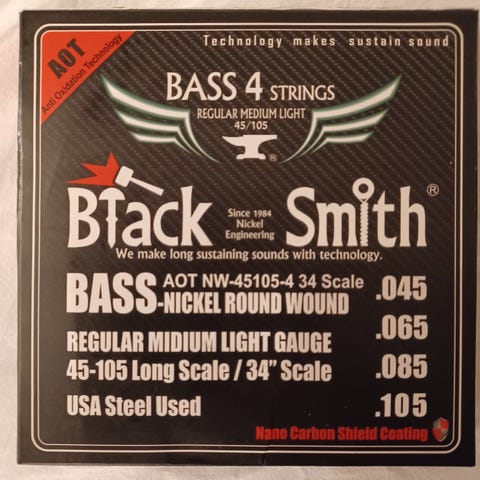 AOT
Anti Oxidation Technology
Technology makes sustain sound
BASS 4 STRINGS
REGULAR MEDIUM LIGHT
45/105
®
Black Smith®
Since 1984
Nickel
Engineering
We make long sustaining sounds with technology.
BASS AOT NW-45105-4 34 Scale
-NICKEL ROUND WOUND
.045
.065
REGULAR MIDIUM LIGHT GAUGE
45-105 Long Scale / 34” Scale
.085
USA Steel Used
.105
Nano Carbon Shield Coating